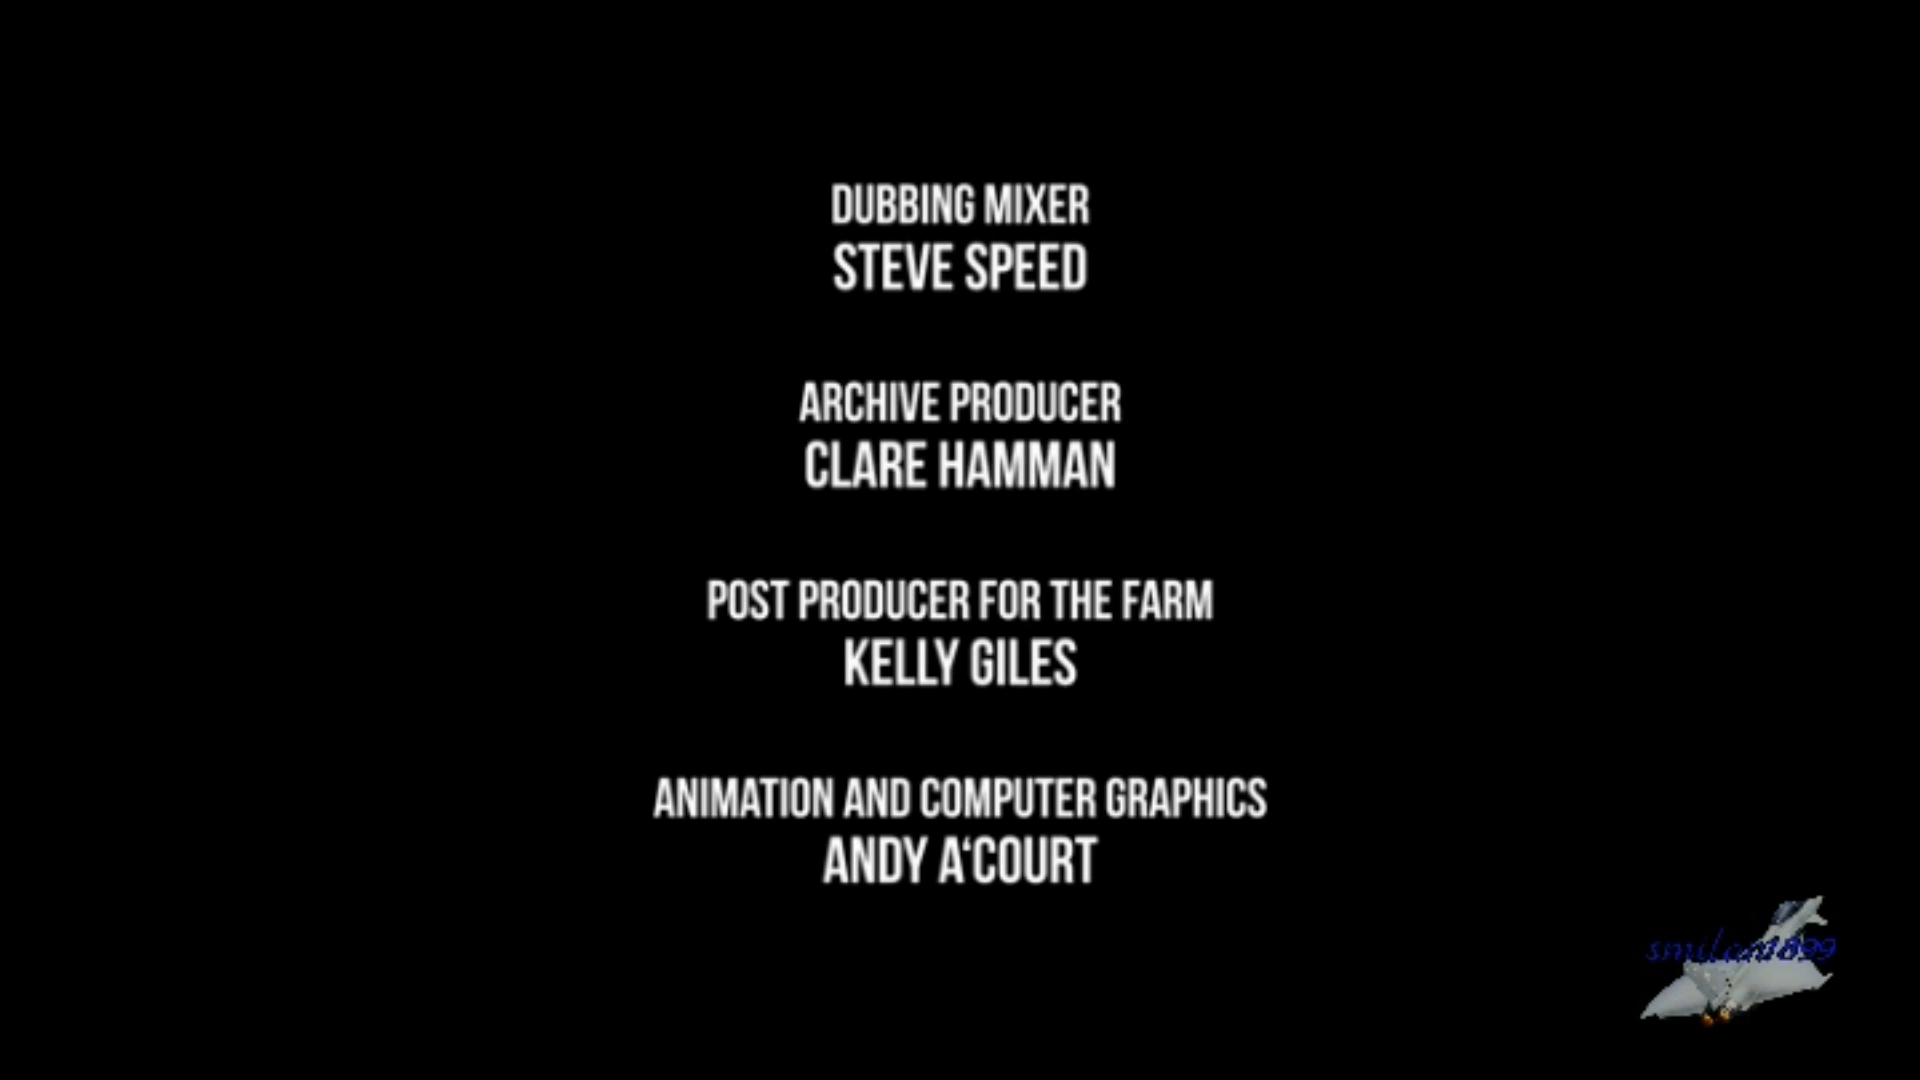 DUBBING MIXER
STEVE SPEED
ARCHIVE PRODUCER
CLARE HAMMAN
POST PRODUCER FOR THE FARM
KELLY GILES
ANIMATION AND COMPUTER GRAPHICS
ANDY A‘COURT
smilan1899